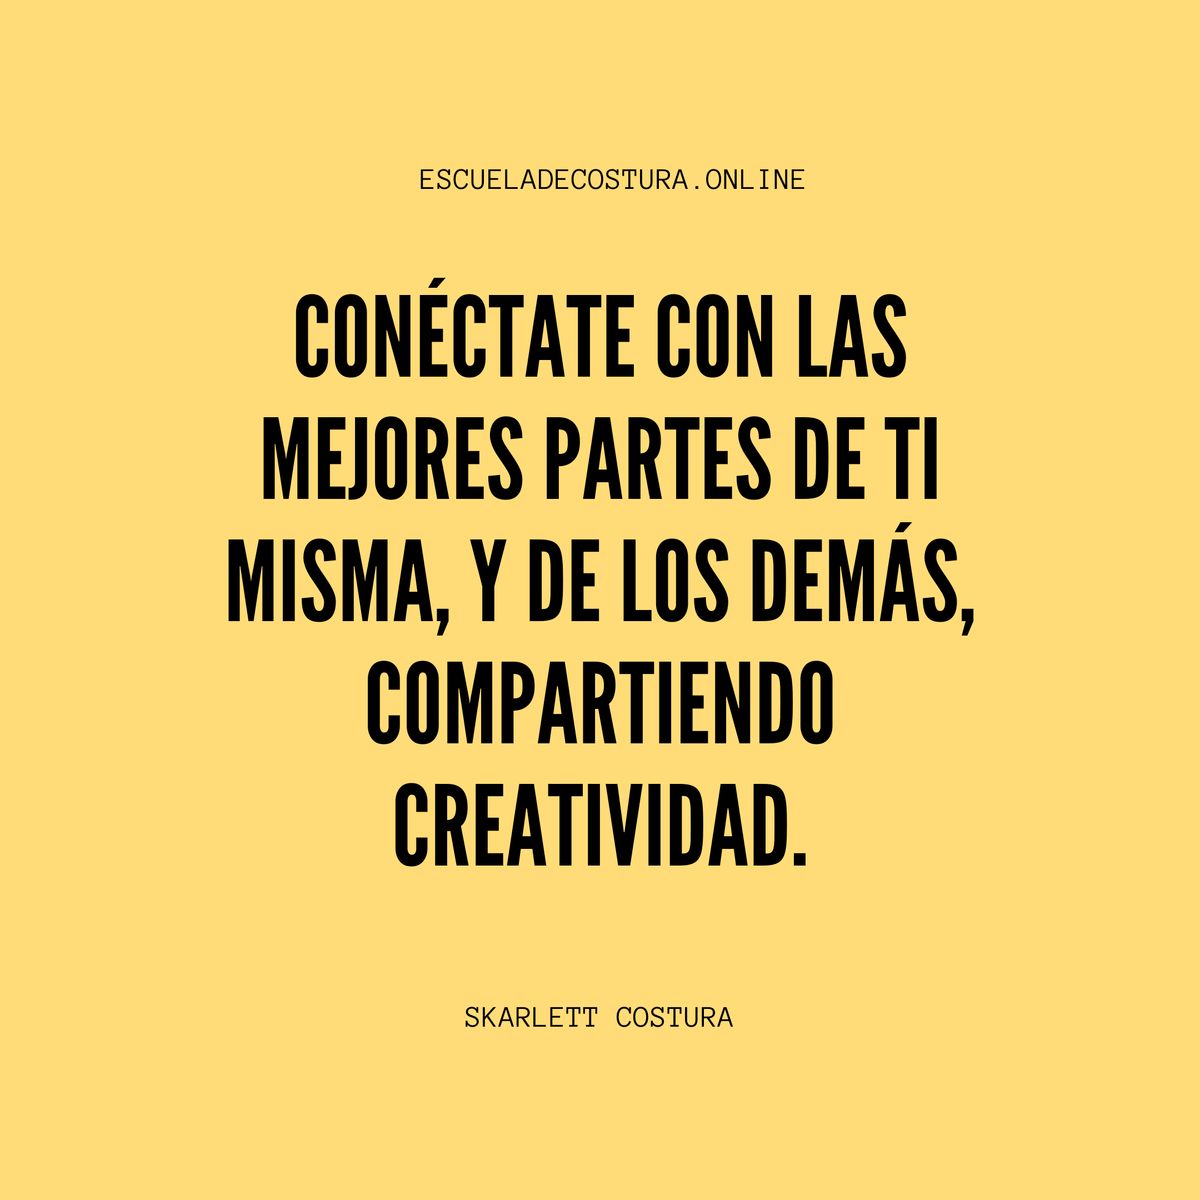 ESCUELADECOSTURA.ONLINE
CONÉCTATE CON LAS
MEJORES PARTES DE TI
MISMA, Y DE LOS DEMÁS,
COMPARTIENDO
CREATIVIDAD.
SKARLETT COSTURA